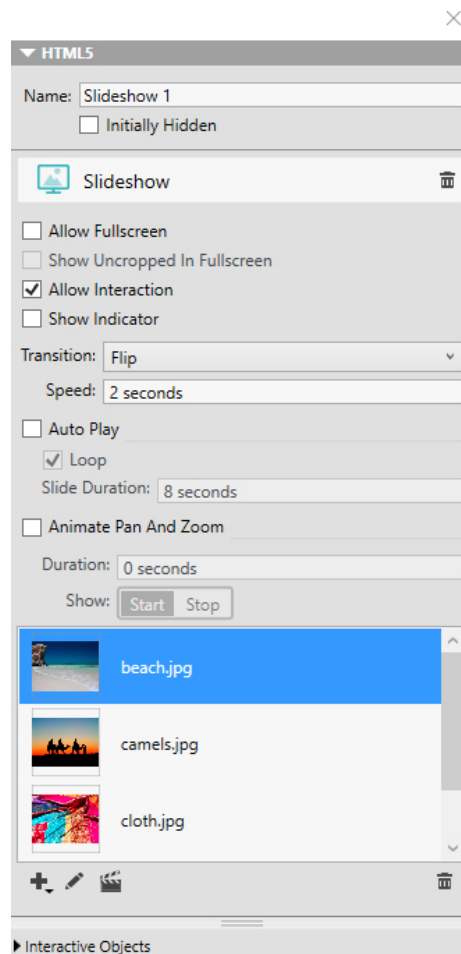 HTML5
Name: Slideshow 1
Initially Hidden
Slideshow
Allow Fullscreen
Show Uncropped In Fullscreen
Allow Interaction
Show Indicator
Transition: Flip
Speed: 2 seconds
Auto Play
Loop
Slide Duration: 8 seconds
Animate Pan And Zoom
Duration: 0 seconds
Show: Start Stop
beach.jpg
camels.jpg
cloth.jpg
Interactive Objects